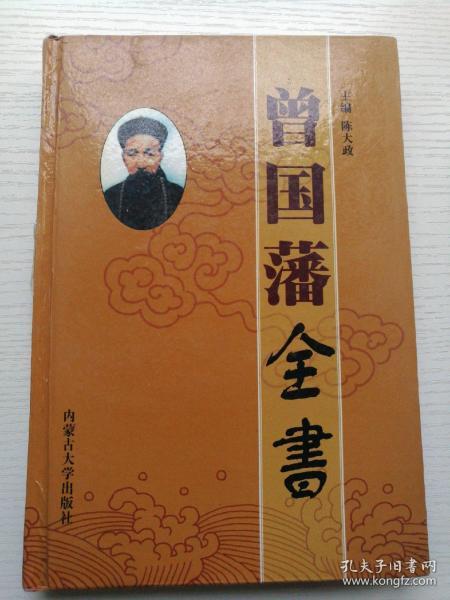 主编 陈大政
曾国藩
全書
内蒙古大学出版社
孔夫子旧书网
www.kongfz.com